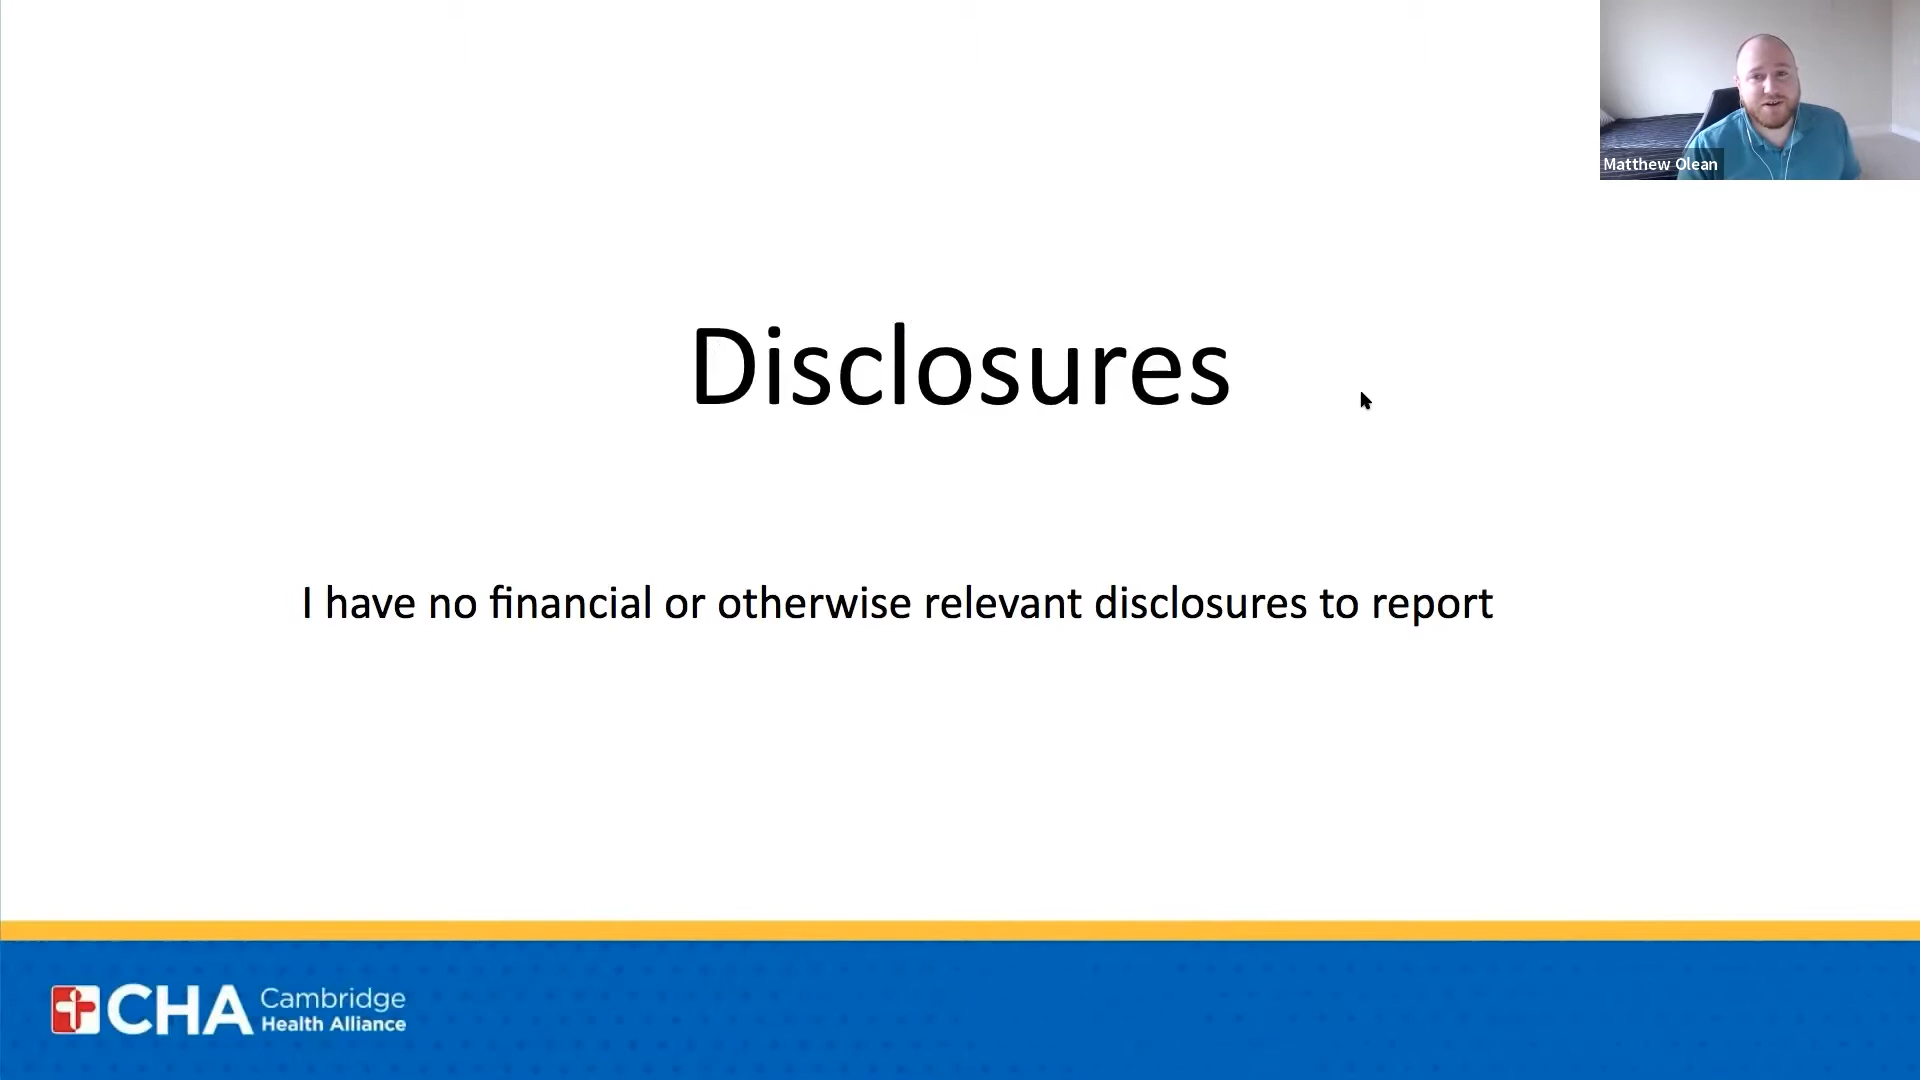 Matthew Olean
Disclosures
I have no financial or otherwise relevant disclosures to report
CHA Cambridge
Health Alliance